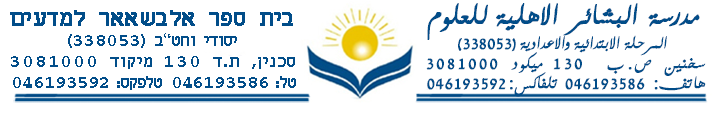 מדרسة البشائر الاهلية للعلوم
المرحلة الابتدائية والاعدادية (338053)
سخنين ص.ب 130 ميكود 3081000
هاتف: 046193586 تلفاكس: 046193592
בית ספר אלבשאאר למדעים
יסודי וחט"ב (338053)
סכנין, ת.ד 130 מיקוד 3081000
טל: 046193586 טלפקס: 046193592